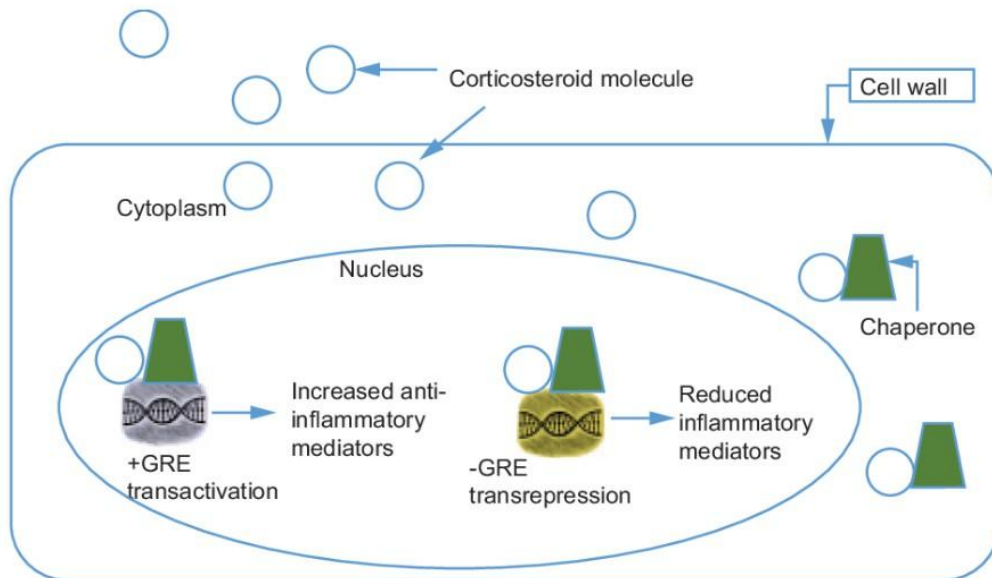 Corticosteroid molecule
Cell wall
Cytoplasm
Nucleus
Chaperone
Increased anti-
inflammatory
mediators
+GRE
transactivation
Reduced
inflammatory
mediators
-GRE
transrepression